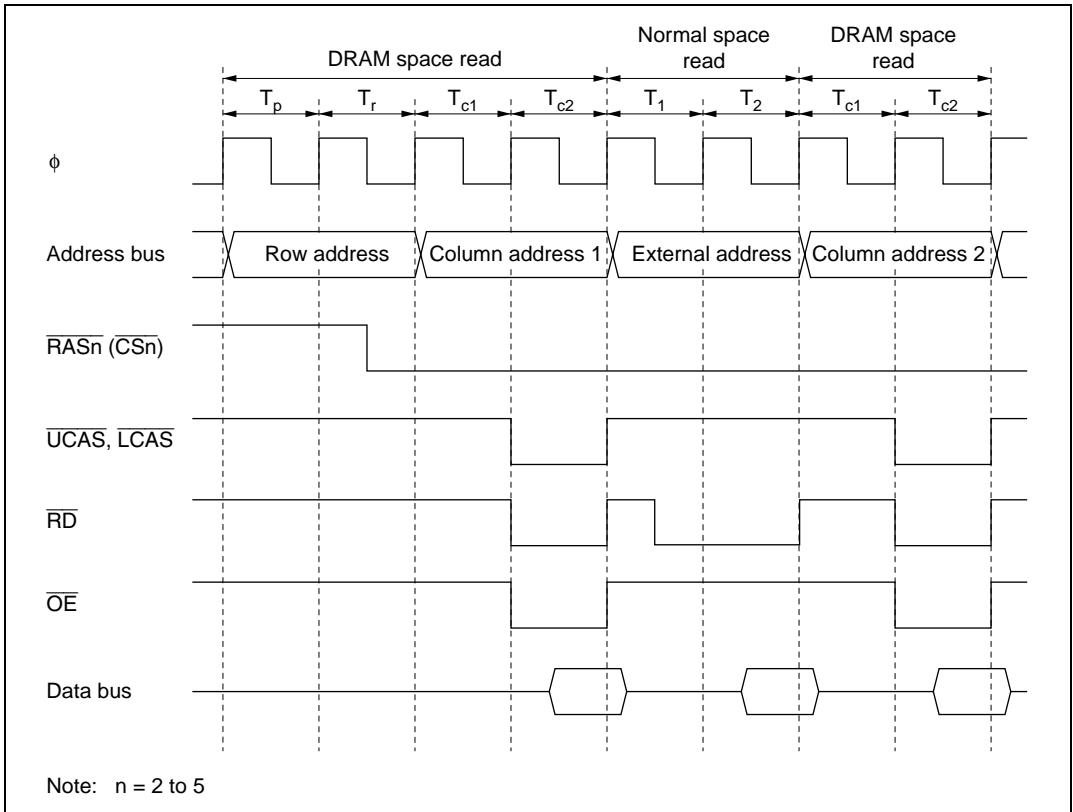 Normal space read
DRAM space read
DRAM space read
Tp Tr Tc1 Tc2 T1 T2 Tc1 Tc2
ϕ
Address bus Row address Column address 1 External address Column address 2
RASn (CSn)
UCAS, LCAS
RD
OE
Data bus
Note: n = 2 to 5